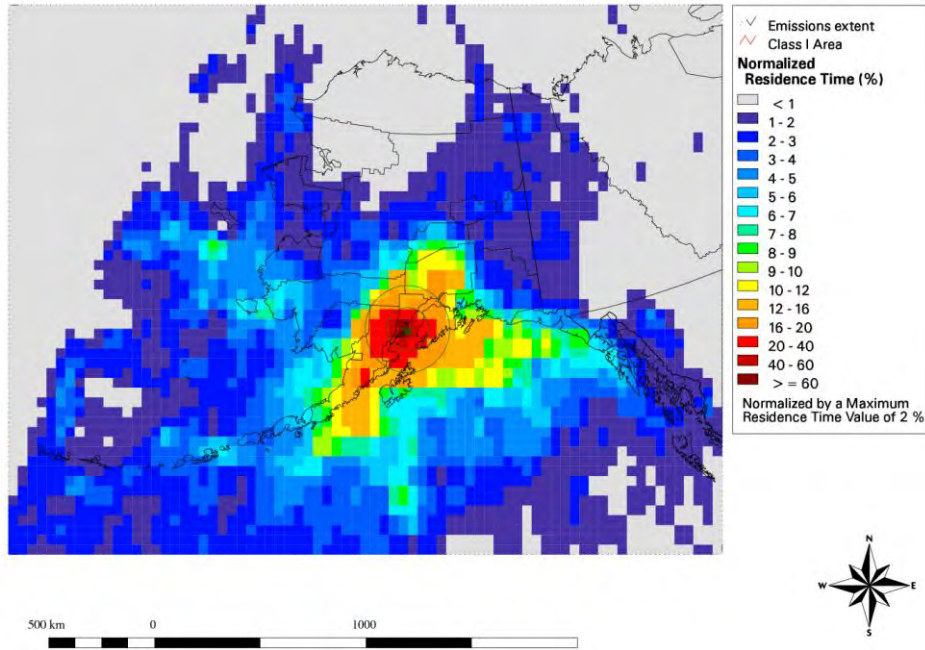 Emissions extent
Class I Area
Normalized
Residence Time (%)
< 1
1 - 2
2 - 3
3 - 4
4 - 5
5 - 6
6 - 7
7 - 8
8 - 9
9 - 10
10 - 12
12 - 16
16 - 20
20 - 40
40 - 60
> = 60
Normalized by a Maximum
Residence Time Value of 2 %
N
W E
S
500 km 0 1000